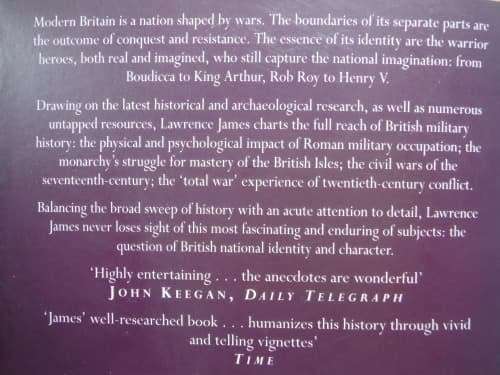 Modern Britain is a nation shaped by wars. The boundaries of its separate parts are
the outcome of conquest and resistance. The essence of its identity are the warrior
heroes, both real and imagined, who still capture the national imagination: from
Boudicca to King Arthur, Rob Roy to Henry V.
Drawing on the latest historical and archaeological research, as well as numerous
untapped resources, Lawrence James charts the full reach of British military
history: the physical and psychological impact of Roman military occupation; the
monarchy's struggle for mastery of the British Isles; the civil wars of the
seventeenth-century; the 'total war' experience of twentieth-century conflict.
Balancing the broad sweep of history with an acute attention to detail, Lawrence
James never loses sight of this most fascinating and enduring of subjects: the
question of British national identity and character.
'Highly entertaining . . . the anecdotes are wonderful'
JOHN KEEGAN, DAILY TELEGRAPH
'James' well-researched book . . . humanizes this history through vivid
and telling vignettes'
TIME